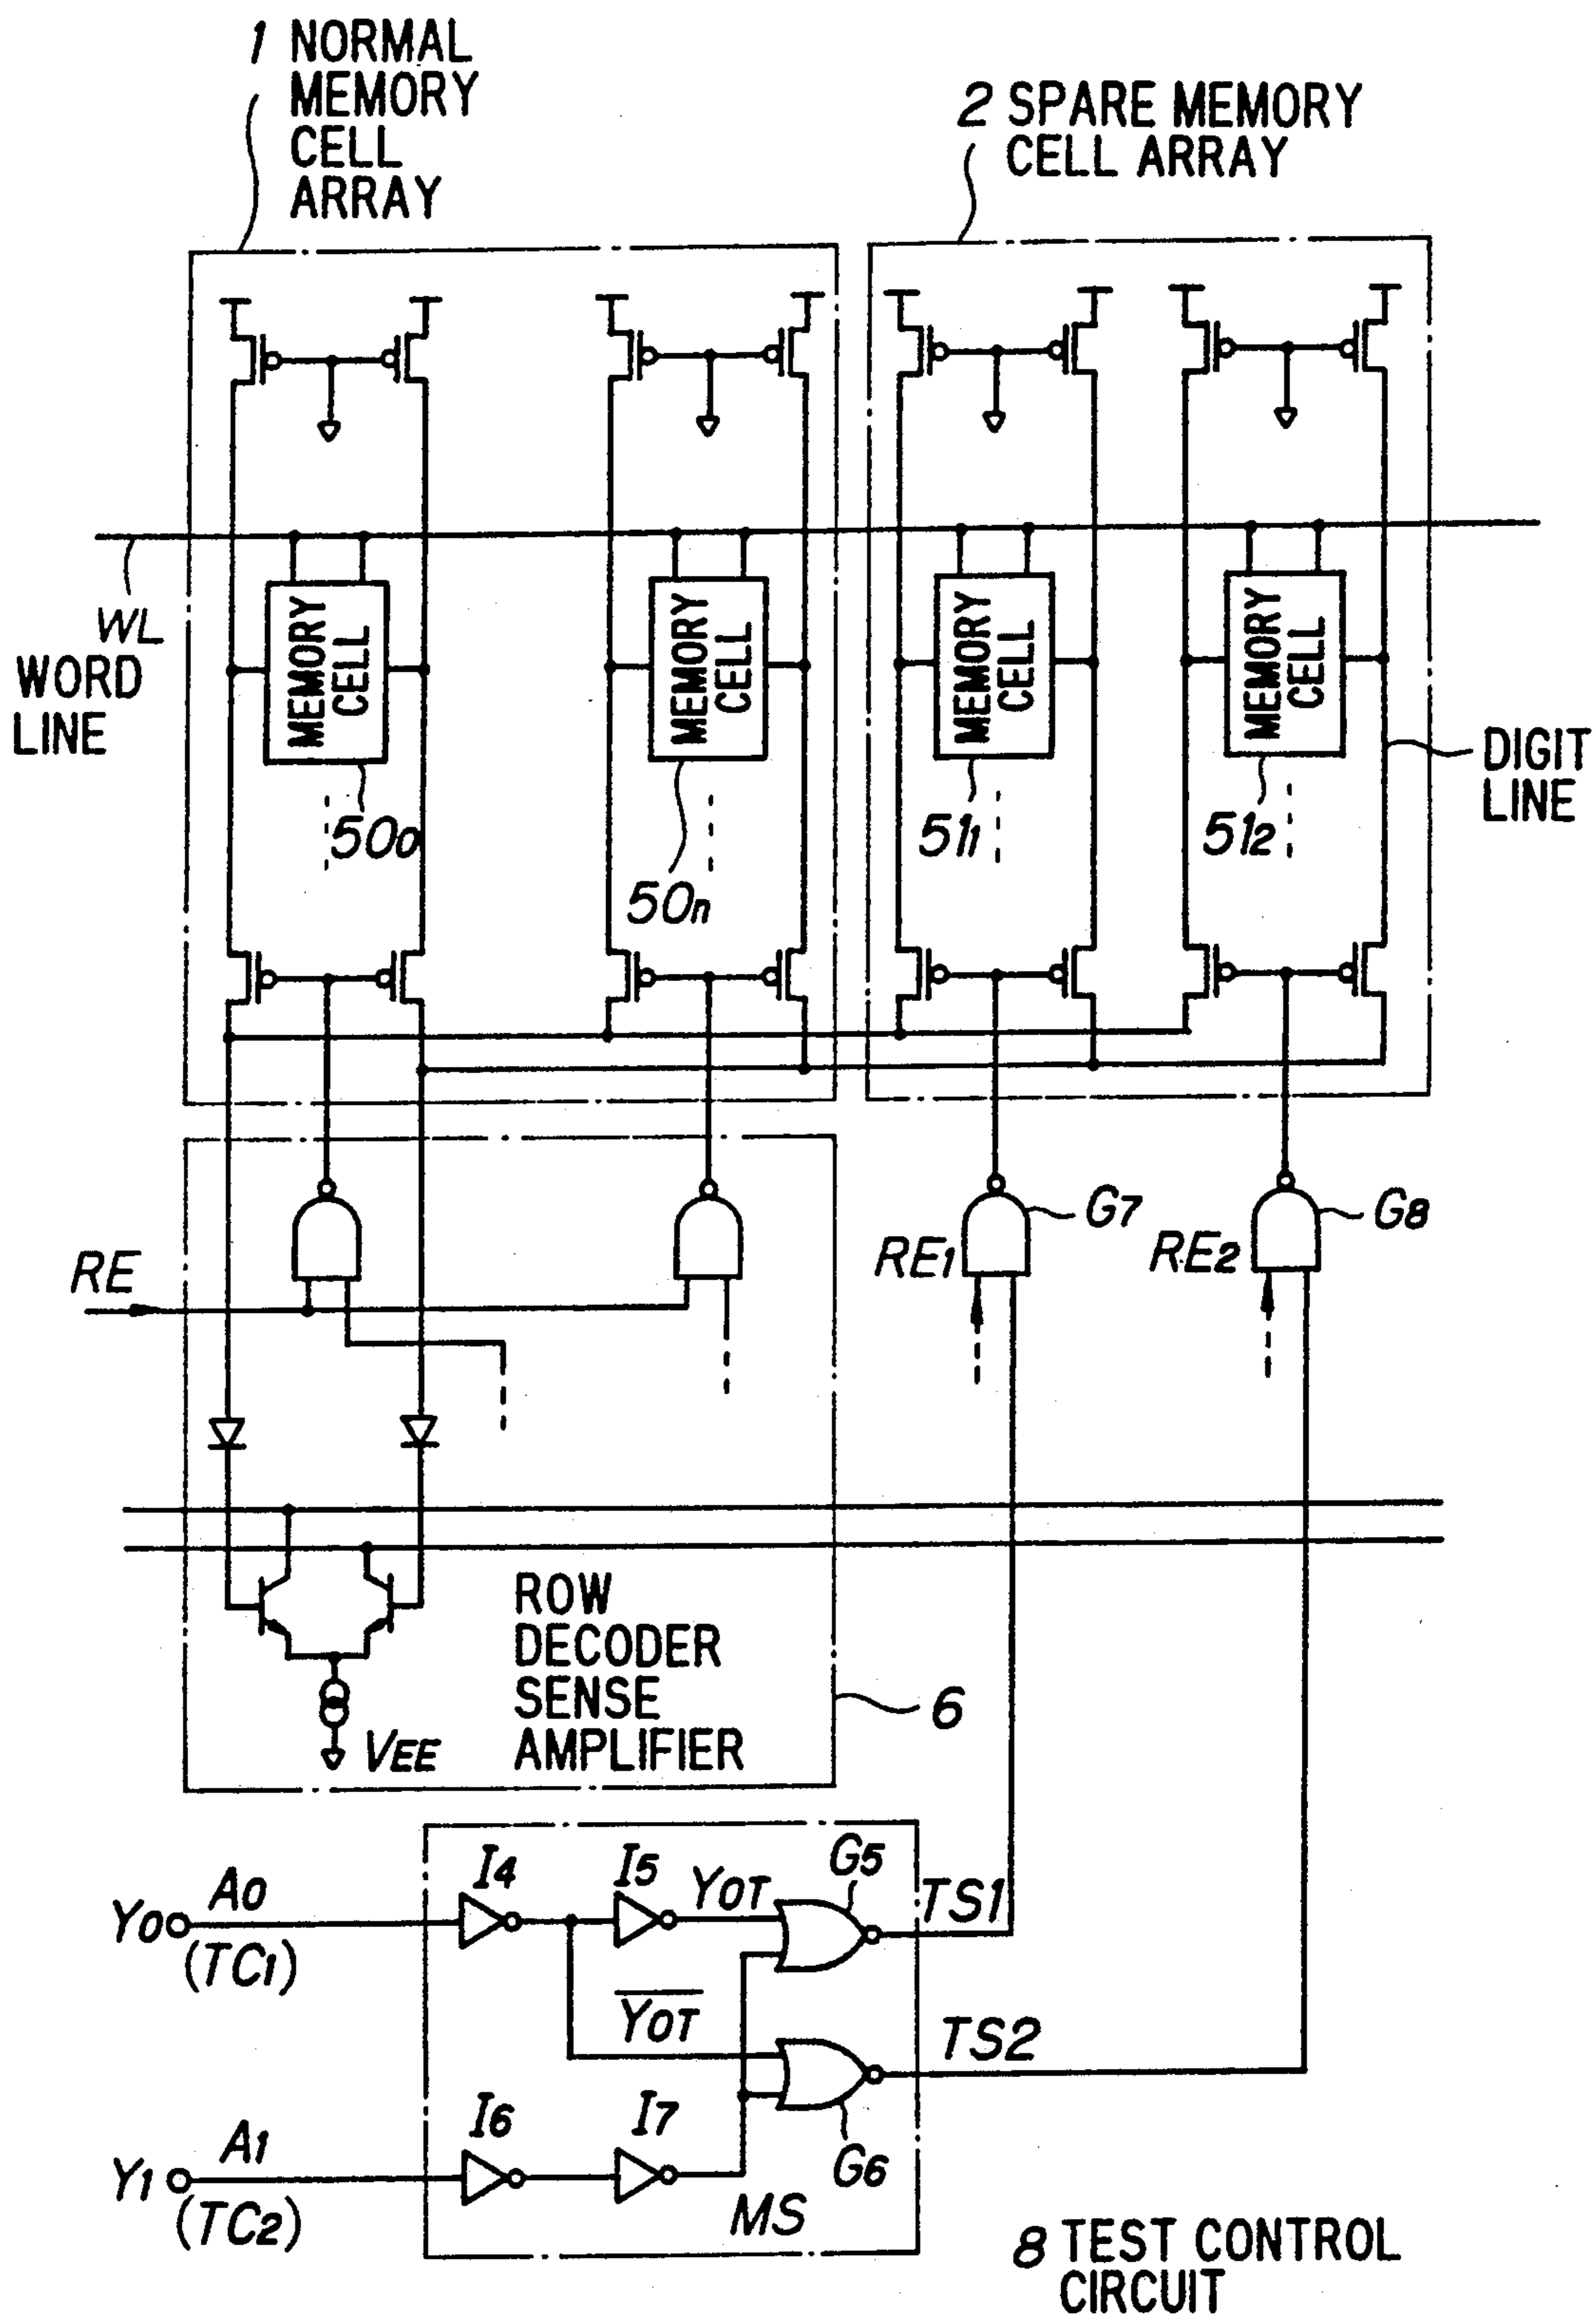 1 NORMAL
MEMORY
CELL
ARRAY
2 SPARE MEMORY
CELL ARRAY
WL
WORD
LINE
MEMORY
CELL
MEMORY
CELL
MEMORY
CELL
MEMORY
CELL
DIGIT
LINE
500
50n
511
512
RE
RE1
G7
RE2
G8
ROW
DECODER
SENSE
AMPLIFIER
6
VEE
Y0
A0
(TC1)
I4
I5
Y0T
G5
TS1
Y0T
TS2
Y1
A1
(TC2)
I6
I7
G6
MS
8 TEST CONTROL
CIRCUIT